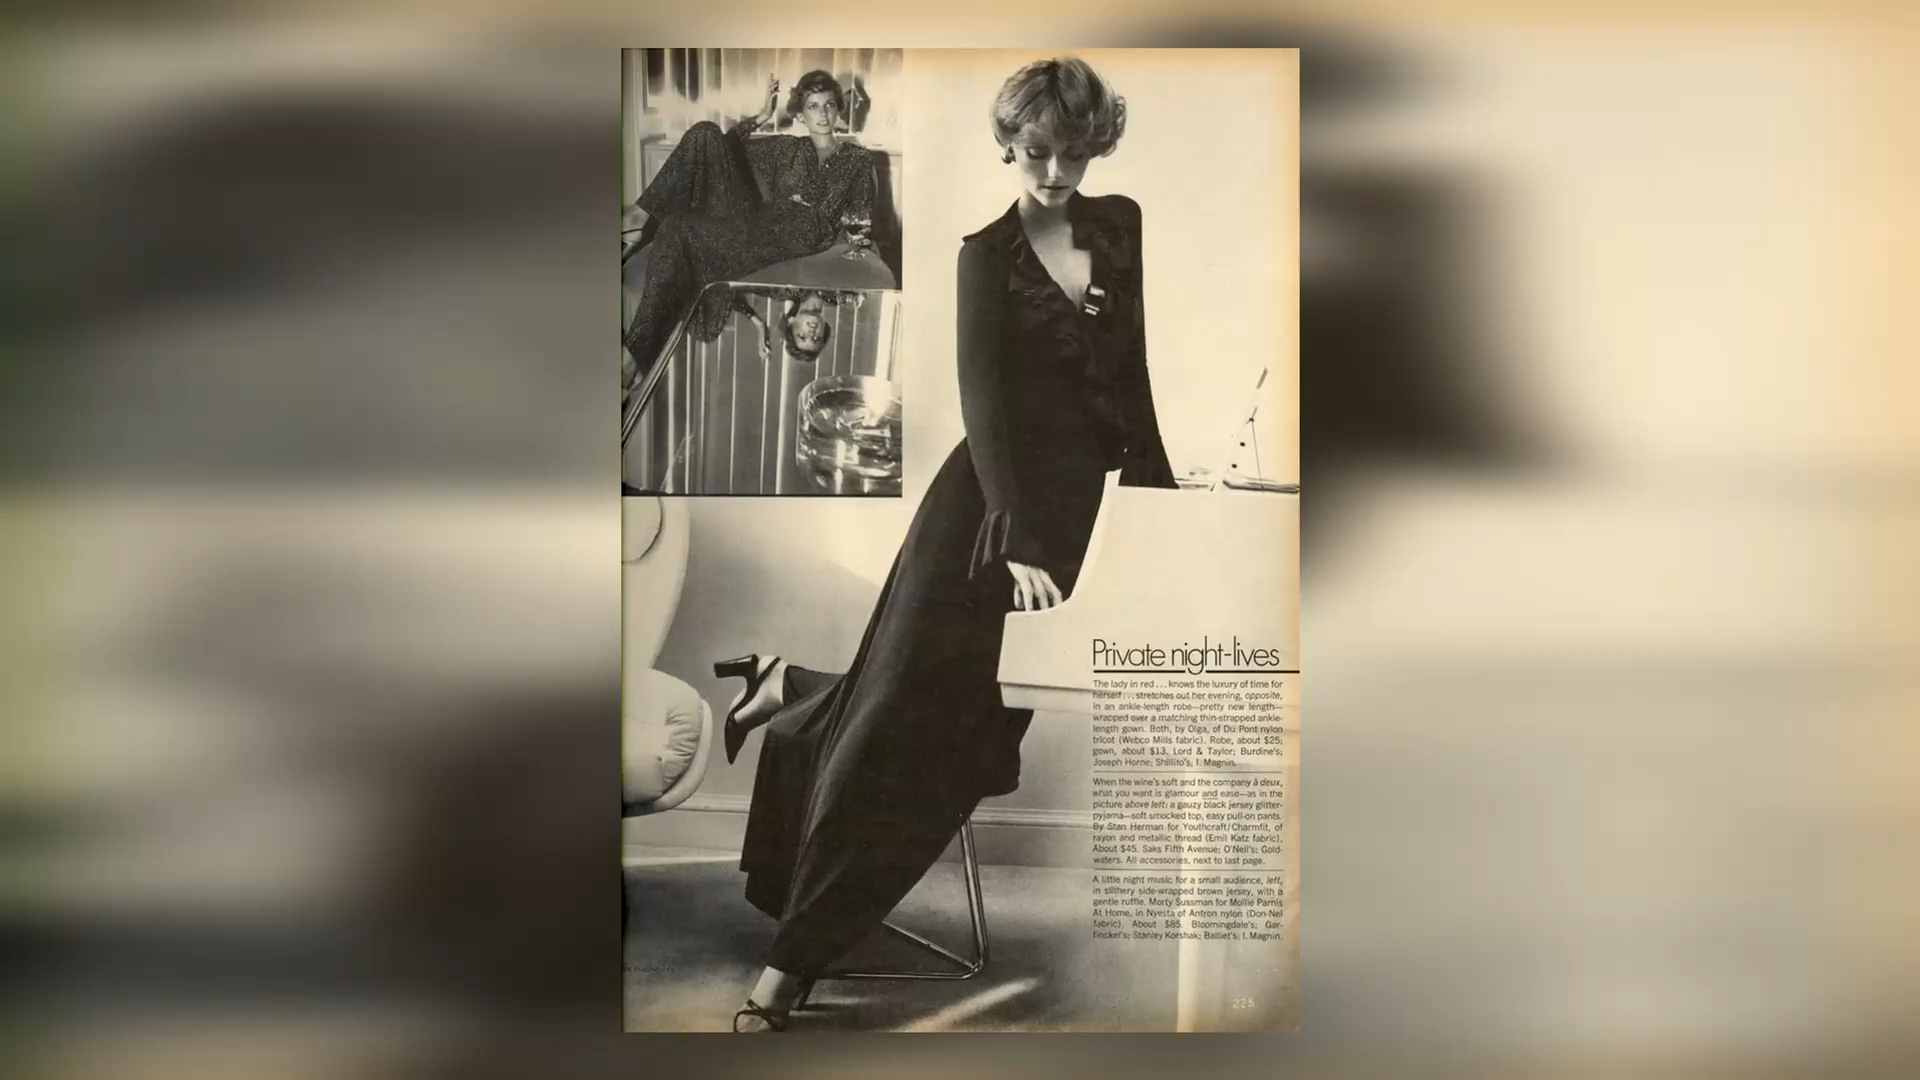 Private night-lives
The lady in red . . . knows the luxury of time for
herself . . . stretches out her evening, opposite,
in an ankle-length robe—pretty new length—
wrapped over a matching thin-strapped ankle-
length gown. Both, by Olga, of Du Pont nylon
tricot (Webco Mills fabric). Robe, about $25;
gown, about $13. Lord & Taylor; Burdine's;
Joseph Horne; Shillito's; I. Magnin.
When the wine's soft and the company à deux,
what you want is glamour and ease—as in the
picture above left: a gauzy black jersey glitter-
pyjama—soft smocked top, easy pull-on pants.
By Stan Herman for Youthcraft/Charmfit, of
rayon and metallic thread (Emil Katz fabric).
About $45. Saks Fifth Avenue; O'Neil's; Gold-
waters. All accessories, next to last page.
A little night music for a small audience, left,
in slithery side-wrapped brown jersey, with a
gentle ruffle. Morty Sussman for Mollie Parnis
At Home, in Nyesta of Antron nylon (Don-Nel
fabric). About $85. Bloomingdale's; Gar-
finckel's; Stanley Korshak; Balliet's; I. Magnin.
225